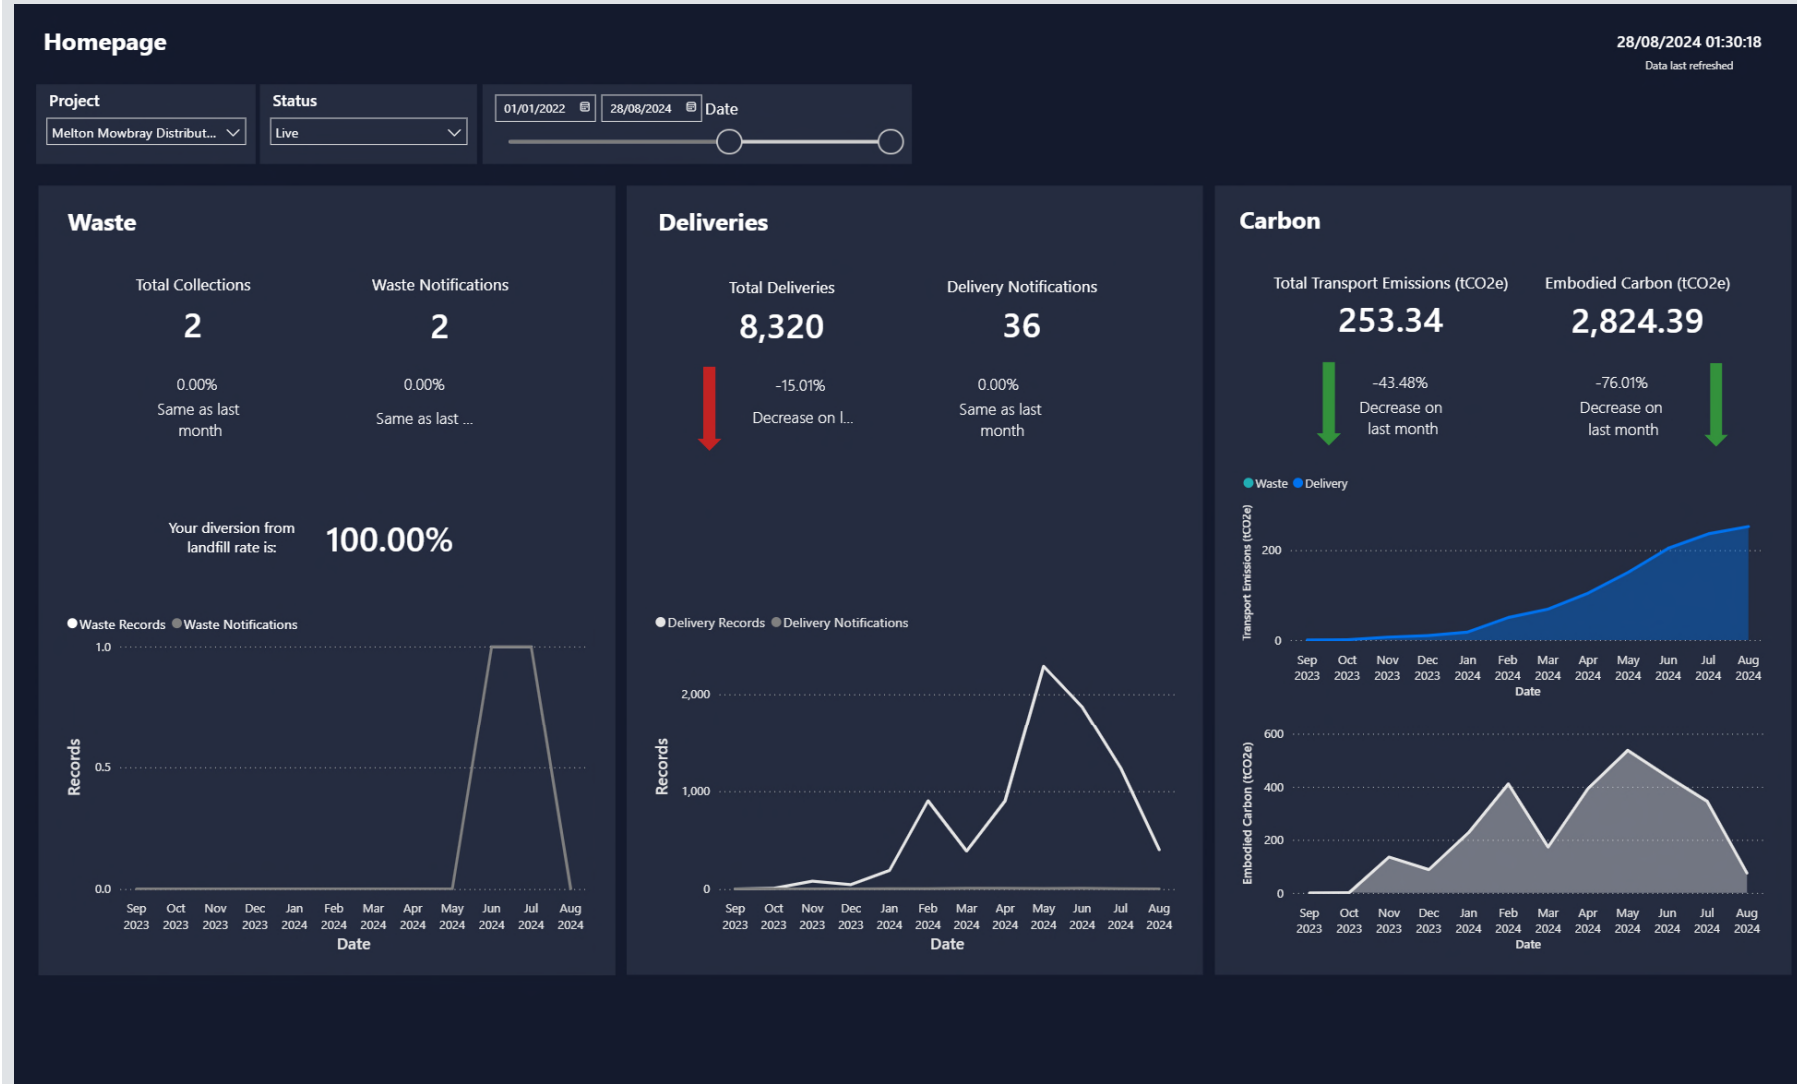 Homepage
28/08/2024 01:30:18
Data last refreshed
Project
Melton Mowbray Distribut...
Status
Live
01/01/2022
28/08/2024
Date
Waste
Total Collections
2
0.00%
Same as last
month
Waste Notifications
2
0.00%
Same as last ...
Your diversion from
landfill rate is:
100.00%
Waste Records Waste Notifications
Records
1.0
0.5
0.0
Sep Oct Nov Dec Jan Feb Mar Apr May Jun Jul Aug
2023 2023 2023 2023 2024 2024 2024 2024 2024 2024 2024 2024
Date
Deliveries
Total Deliveries
8,320
-15.01%
Decrease on l...
Delivery Notifications
36
0.00%
Same as last
month
Delivery Records Delivery Notifications
Records
2,000
1,000
0
Sep Oct Nov Dec Jan Feb Mar Apr May Jun Jul Aug
2023 2023 2023 2023 2024 2024 2024 2024 2024 2024 2024 2024
Date
Carbon
Total Transport Emissions (tCO2e)
253.34
-43.48%
Decrease on
last month
Embodied Carbon (tCO2e)
2,824.39
-76.01%
Decrease on
last month
Waste Delivery
Transport Emissions (tCO2e)
200
0
Sep Oct Nov Dec Jan Feb Mar Apr May Jun Jul Aug
2023 2023 2023 2023 2024 2024 2024 2024 2024 2024 2024 2024
Date
Embodied Carbon (tCO2e)
600
400
200
0
Sep Oct Nov Dec Jan Feb Mar Apr May Jun Jul Aug
2023 2023 2023 2023 2024 2024 2024 2024 2024 2024 2024 2024
Date